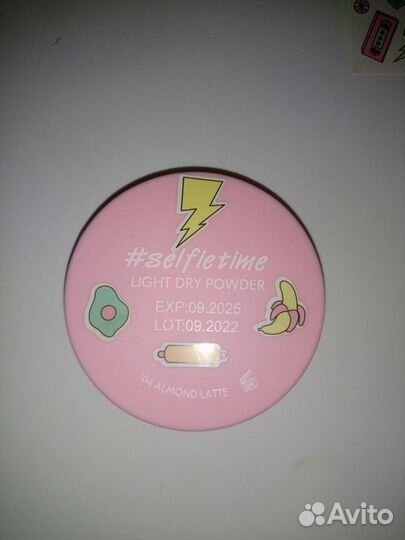 #selfietime
LIGHT DRY POWDER
EXP:09.2025
LOT:09.2022
104 ALMOND LATTE
Avito